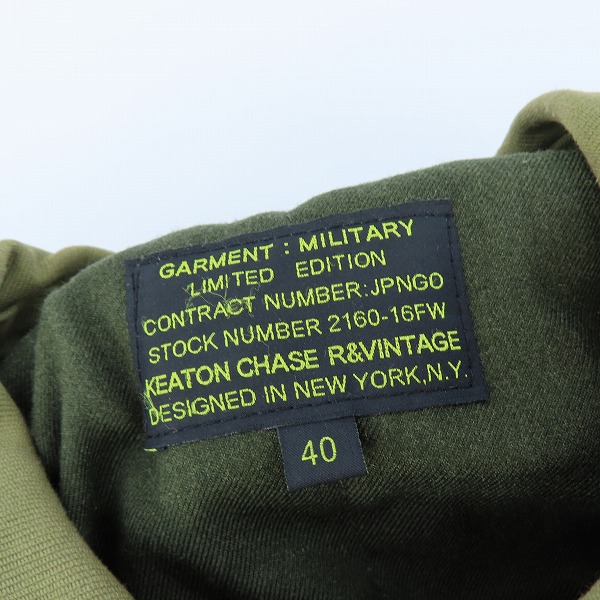 GARMENT : MILITARY
LIMITED EDITION
CONTRACT NUMBER:JPNGO
STOCK NUMBER 2160-16FW
KEATON CHASE R&VINTAGE
DESIGNED IN NEW YORK,N.Y.
40